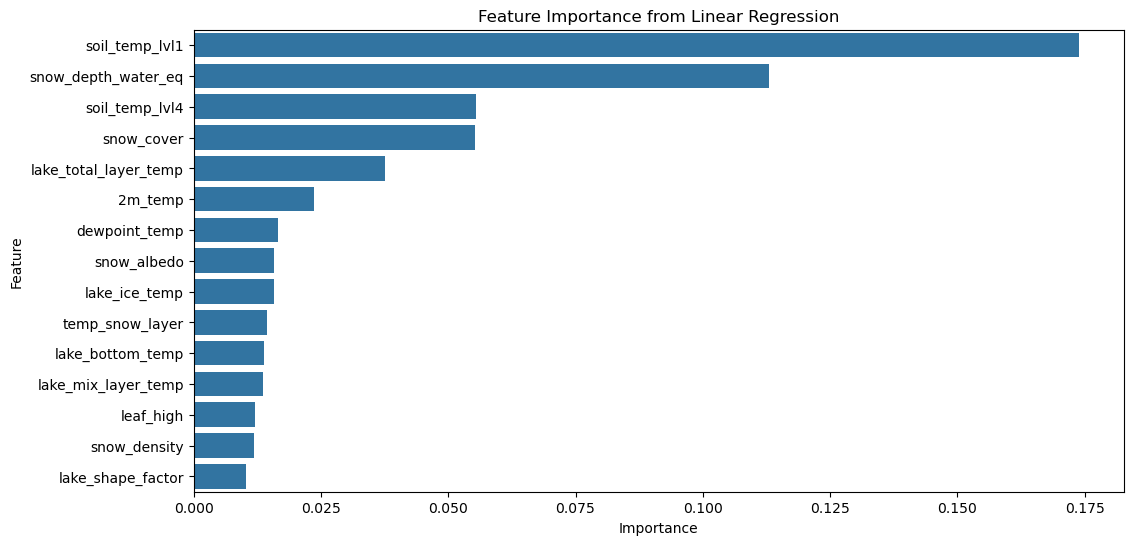 Feature Importance from Linear Regression
Feature
soil_temp_lvl1
snow_depth_water_eq
soil_temp_lvl4
snow_cover
lake_total_layer_temp
2m_temp
dewpoint_temp
snow_albedo
lake_ice_temp
temp_snow_layer
lake_bottom_temp
lake_mix_layer_temp
leaf_high
snow_density
lake_shape_factor
0.000 0.025 0.050 0.075 0.100 0.125 0.150 0.175
Importance